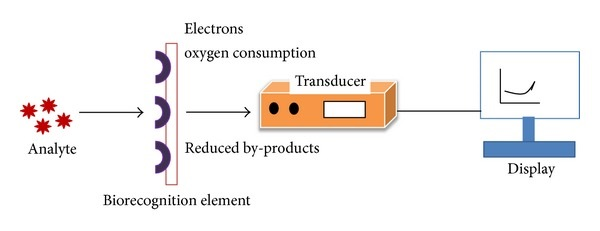 Electrons
oxygen consumption
Transducer
Analyte
Reduced by-products
Display
Biorecognition element